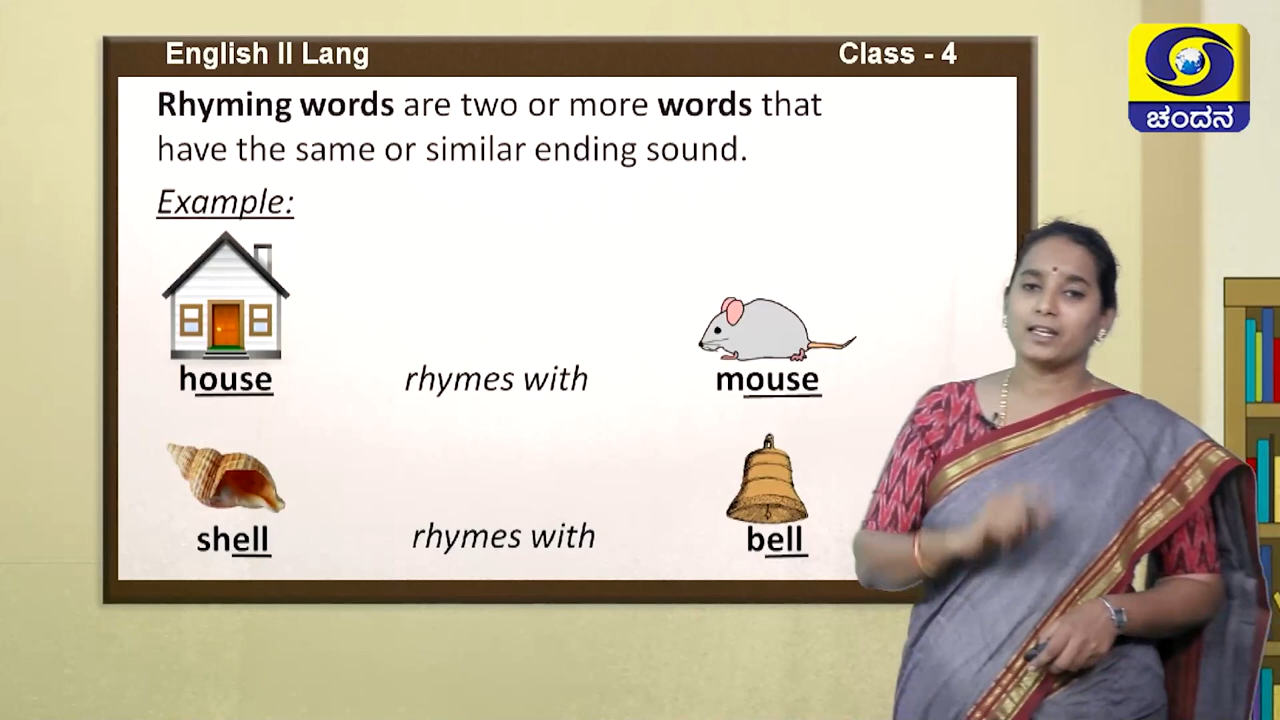 English II Lang Class - 4
ಚಂದನ
Rhyming words are two or more words that
have the same or similar ending sound.
Example:
house rhymes with mouse
shell rhymes with bell